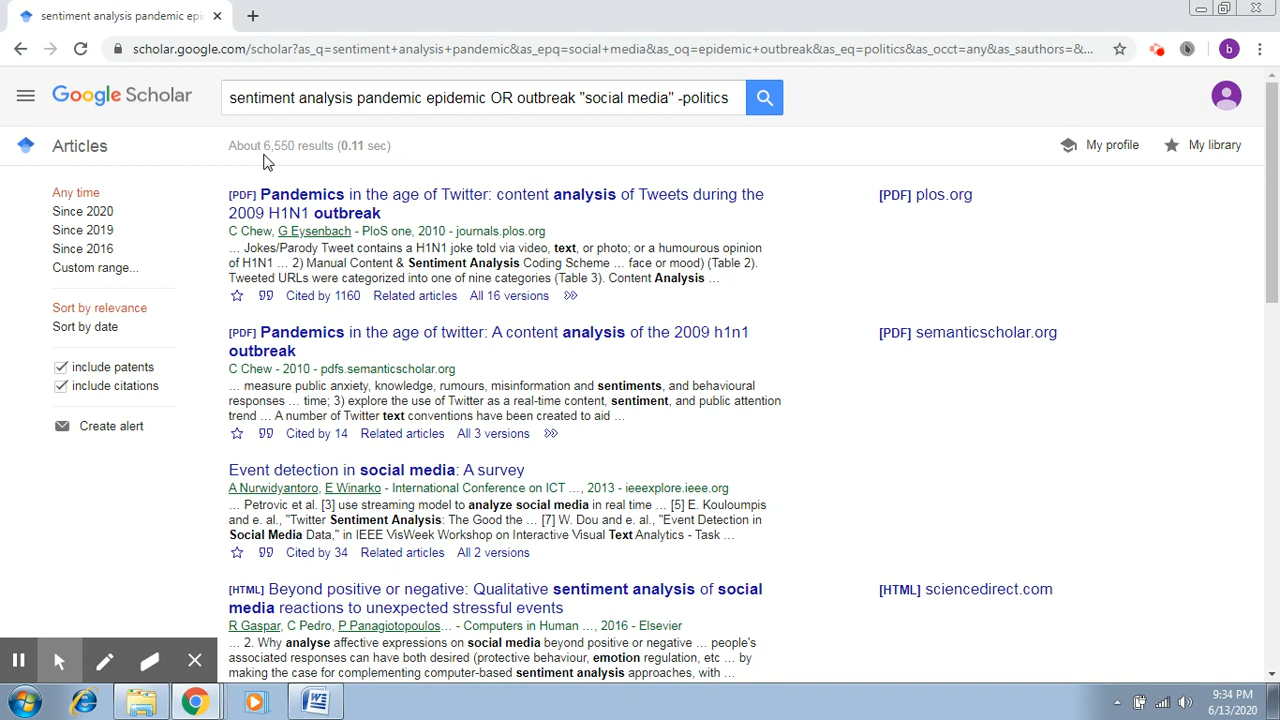 sentiment analysis pandemic epi
scholar.google.com/scholar?as_q=sentiment+analysis+pandemic&as_epq=social+media&as_oq=epidemic+outbreak&as_eq=politics&as_occt=any&as_sauthors=&...
b
Google Scholar
sentiment analysis pandemic epidemic OR outbreak "social media" -politics
Articles
About 6,550 results (0.11 sec)
My profile
My library
Any time
Since 2020
Since 2019
Since 2016
Custom range...
Sort by relevance
Sort by date
include patents
include citations
Create alert
[PDF] Pandemics in the age of Twitter: content analysis of Tweets during the
2009 H1N1 outbreak
C Chew, G Eysenbach - PloS one, 2010 - journals.plos.org
... Jokes/Parody Tweet contains a H1N1 joke told via video, text, or photo; or a humourous opinion
of H1N1 ... 2) Manual Content & Sentiment Analysis Coding Scheme ... face or mood) (Table 2).
Tweeted URLs were categorized into one of nine categories (Table 3). Content Analysis ...
Cited by 1160 Related articles All 16 versions
[PDF] plos.org
[PDF] Pandemics in the age of twitter: A content analysis of the 2009 h1n1
outbreak
C Chew - 2010 - pdfs.semanticscholar.org
... measure public anxiety, knowledge, rumours, misinformation and sentiments, and behavioural
responses ... time; 3) explore the use of Twitter as a real-time content, sentiment, and public attention
trend ... A number of Twitter text conventions have been created to aid ...
Cited by 14 Related articles All 3 versions
[PDF] semanticscholar.org
Event detection in social media: A survey
A Nurwidyantoro, E Winarko - International Conference on ICT ..., 2013 - ieeexplore.ieee.org
... Petrovic et al. [3] use streaming model to analyze social media in real time ... [5] E. Kouloumpis
and e. al., "Twitter Sentiment Analysis: The Good the ... [7] W. Dou and e. al., "Event Detection in
Social Media Data," in IEEE VisWeek Workshop on Interactive Visual Text Analytics - Task ...
Cited by 34 Related articles All 2 versions
[HTML] Beyond positive or negative: Qualitative sentiment analysis of social
media reactions to unexpected stressful events
R Gaspar, C Pedro, P Panagiotopoulos... - Computers in Human ..., 2016 - Elsevier
... 2. Why analyse affective expressions on social media beyond positive or negative ... people's
associated responses can have both desired (protective behaviour, emotion regulation, etc ... by
making the case for complementing computer-based sentiment analysis approaches, with ...
[HTML] sciencedirect.com
9:34 PM
6/13/2020